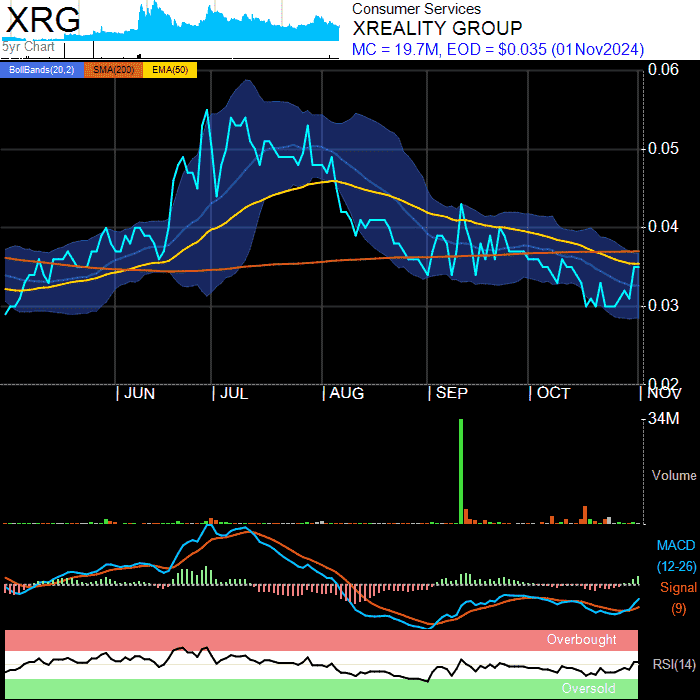 XRG
5yr Chart
Consumer Services
XREALITY GROUP
MC = 19.7M, EOD = $0.035 (01Nov2024)
BollBands(20,2) SMA(200) EMA(50)
0.06
0.05
0.04
0.03
0.02
| JUN | JUL | AUG | SEP | OCT | NOV
34M
Volume
MACD
(12-26)
Signal
(9)
Overbought
RSI(14)
Oversold